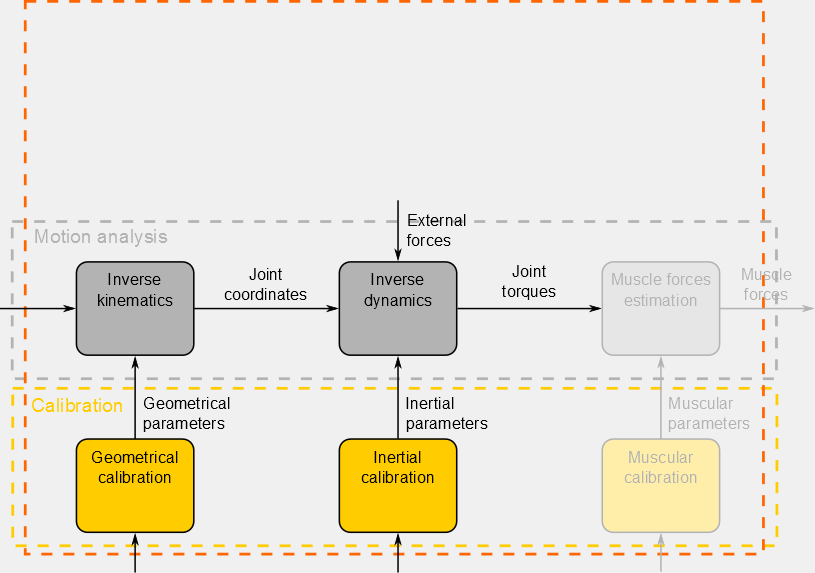 External
forces
Motion analysis
Inverse
kinematics
Joint
coordinates
Inverse
dynamics
Joint
torques
Muscle forces
estimation
Muscle
forces
Calibration
Geometrical
parameters
Inertial
parameters
Muscular
parameters
Geometrical
calibration
Inertial
calibration
Muscular
calibration